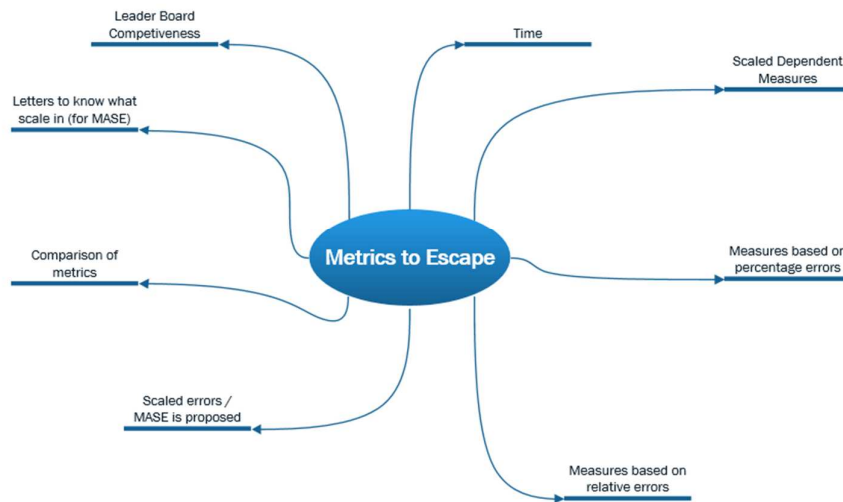 Leader Board
Competiveness
Time
Scaled Dependent
Measures
Letters to know what
scale in (for MASE)
Metrics to Escape
Comparison of
metrics
Measures based on
percentage errors
Scaled errors /
MASE is proposed
Measures based on
relative errors